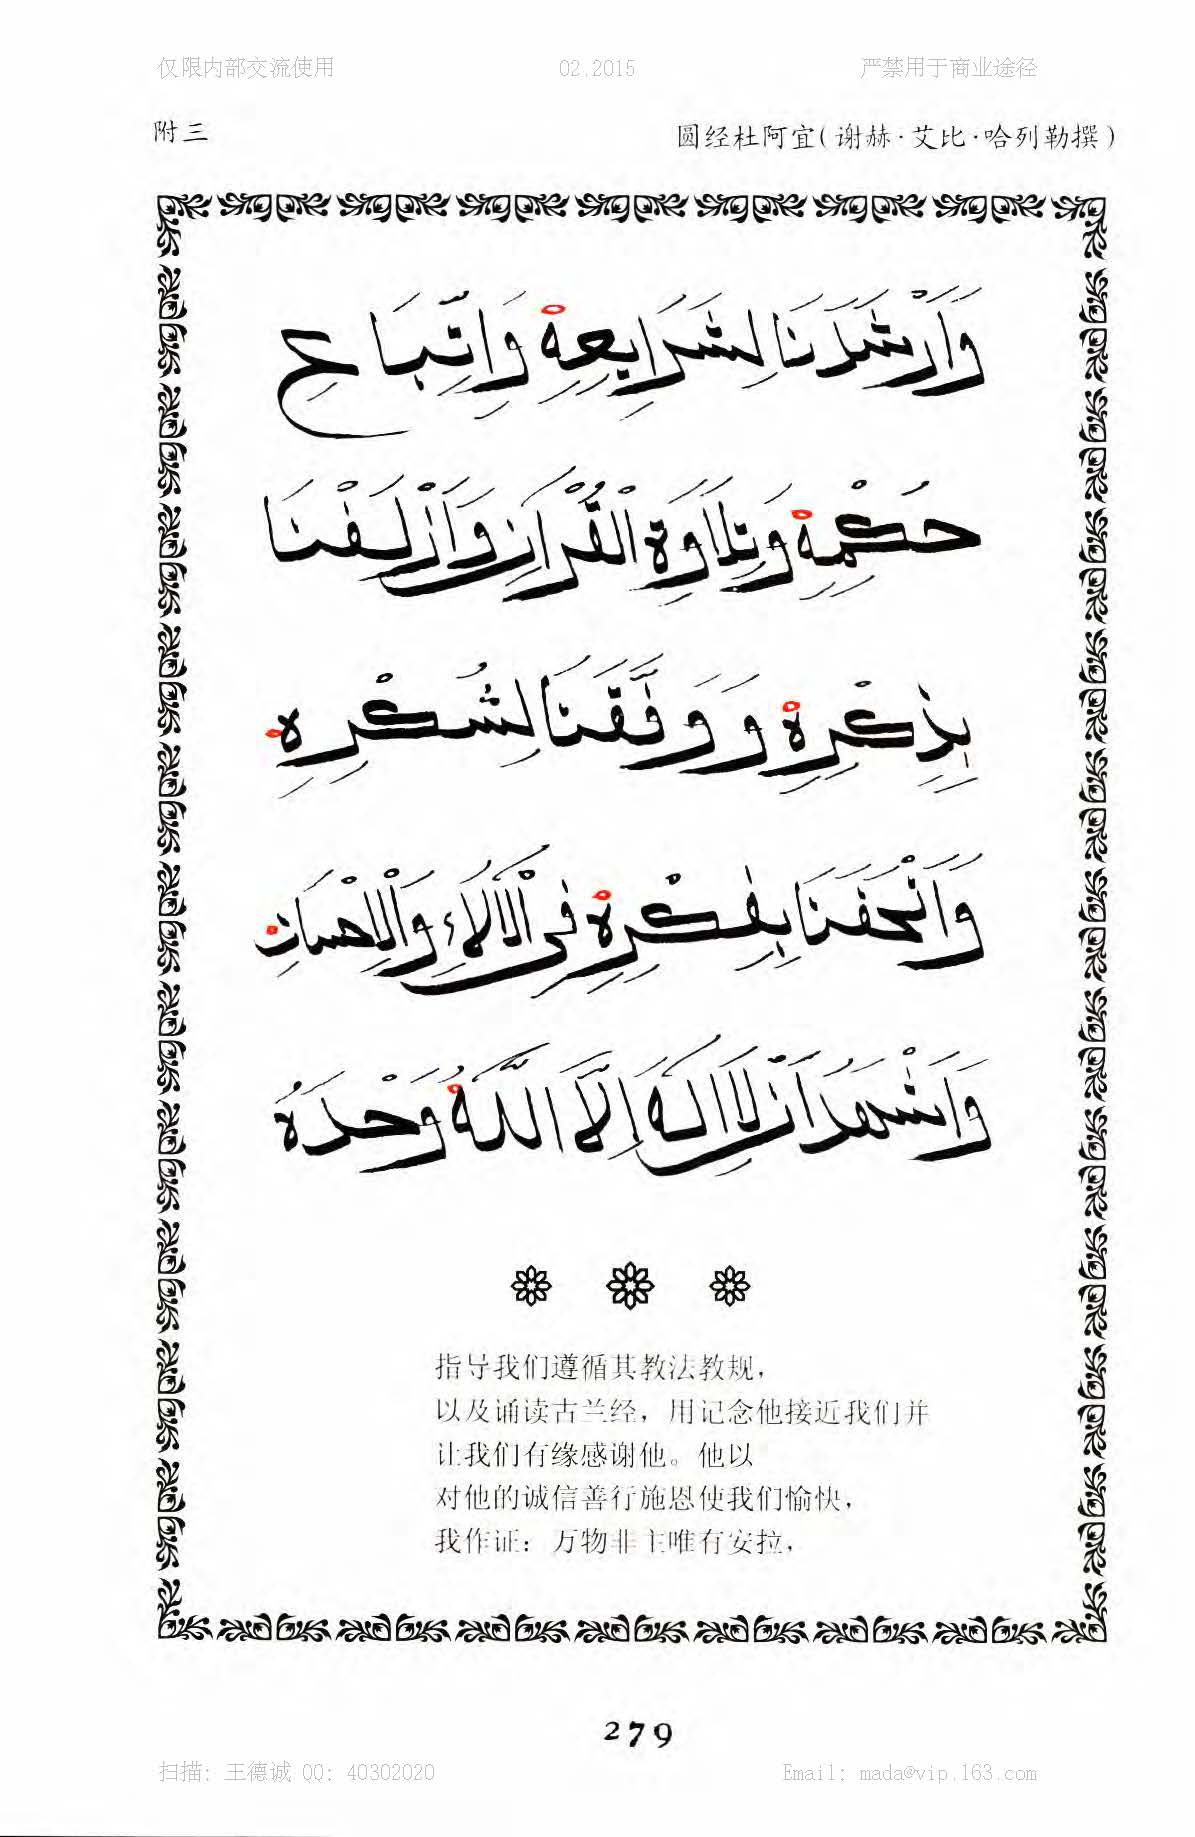 仅限内部交流使用 02.2015 严禁用于商业途径
附三 圆经杜阿宜(谢赫·艾比·哈列勒撰)
وَاَرْشَدَنَا لِشَرَايِعِهٖ وَاِتِّبَاعِ
حُكْمِهٖ وَتِلَاوَةِ الْقُرْاٰنِ وَاَزْلَفْنَا
بِذِكْرِهٖ وَوَفَّقَنَا لِشُكْرِهٖ
وَاَتْحَفَنَا بِفِكْرِهٖ فِى الْاٰلَاءِ وَالْاِحْسَانِ
وَاَشْهَدُ اَنْ لَا اِلٰهَ اِلَّا اللّٰهُ وَحْدَهُ
指导我们遵循其教法教规，
以及诵读古兰经，用记念他接近我们并
让我们有缘感谢他。他以
对他的诚信善行施恩使我们愉快，
我作证：万物非主唯有安拉，
279
扫描: 王德诚 QQ: 40302020 Email: mada@vip.163.com